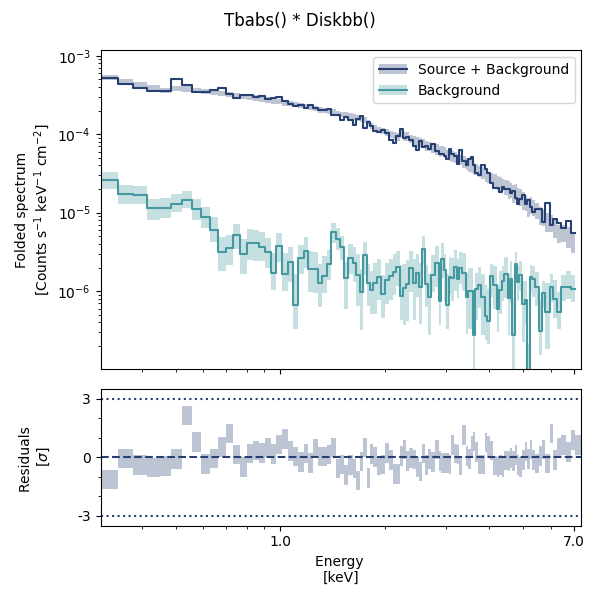 Tbabs() * Diskbb()
Source + Background
Background
Folded spectrum
[Counts s⁻¹ keV⁻¹ cm⁻²]
10⁻³
10⁻⁴
10⁻⁵
10⁻⁶
Residuals
[σ]
3
0
-3
1.0
7.0
Energy
[keV]